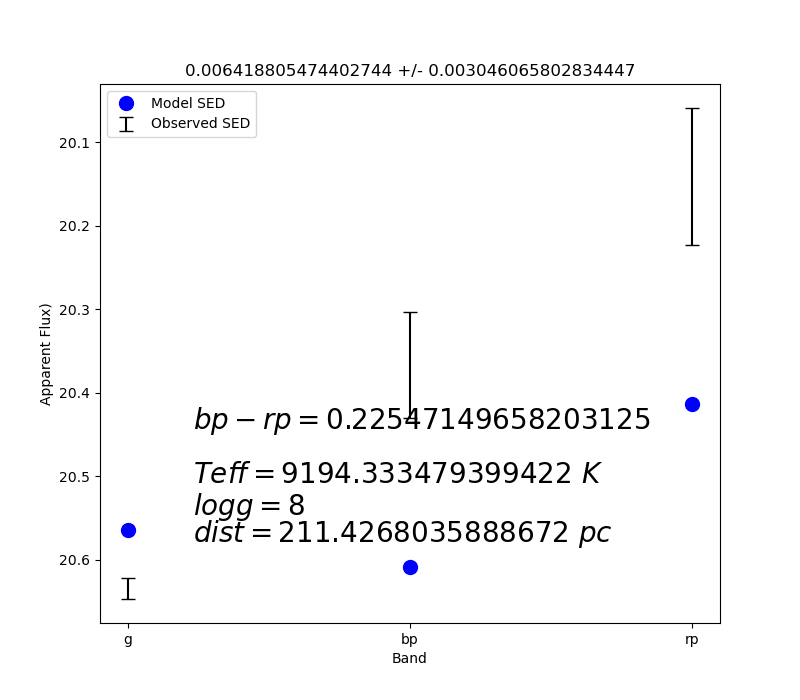 0.006418805474402744 +/- 0.003046065802834447
Model SED
Observed SED
20.1
20.2
20.3
20.4
20.5
20.6
Apparent Flux)
bp − rp = 0.22547149658203125
Teff = 9194.333479399422 K
logg = 8
dist = 211.4268035888672 pc
g
bp
rp
Band